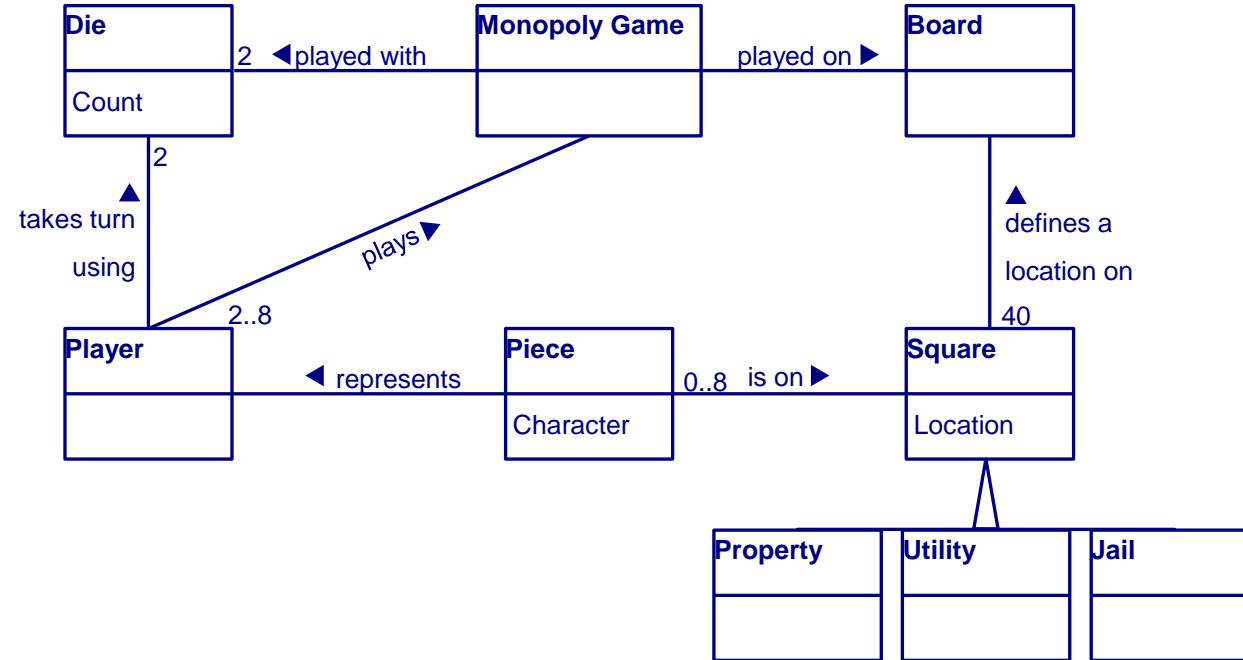 Die
Monopoly Game
Board
2
played with
played on
Count
2
takes turn
using
plays
defines a
location on
2..8
40
Player
Piece
Square
represents
0..8
is on
Character
Location
Property
Utility
Jail